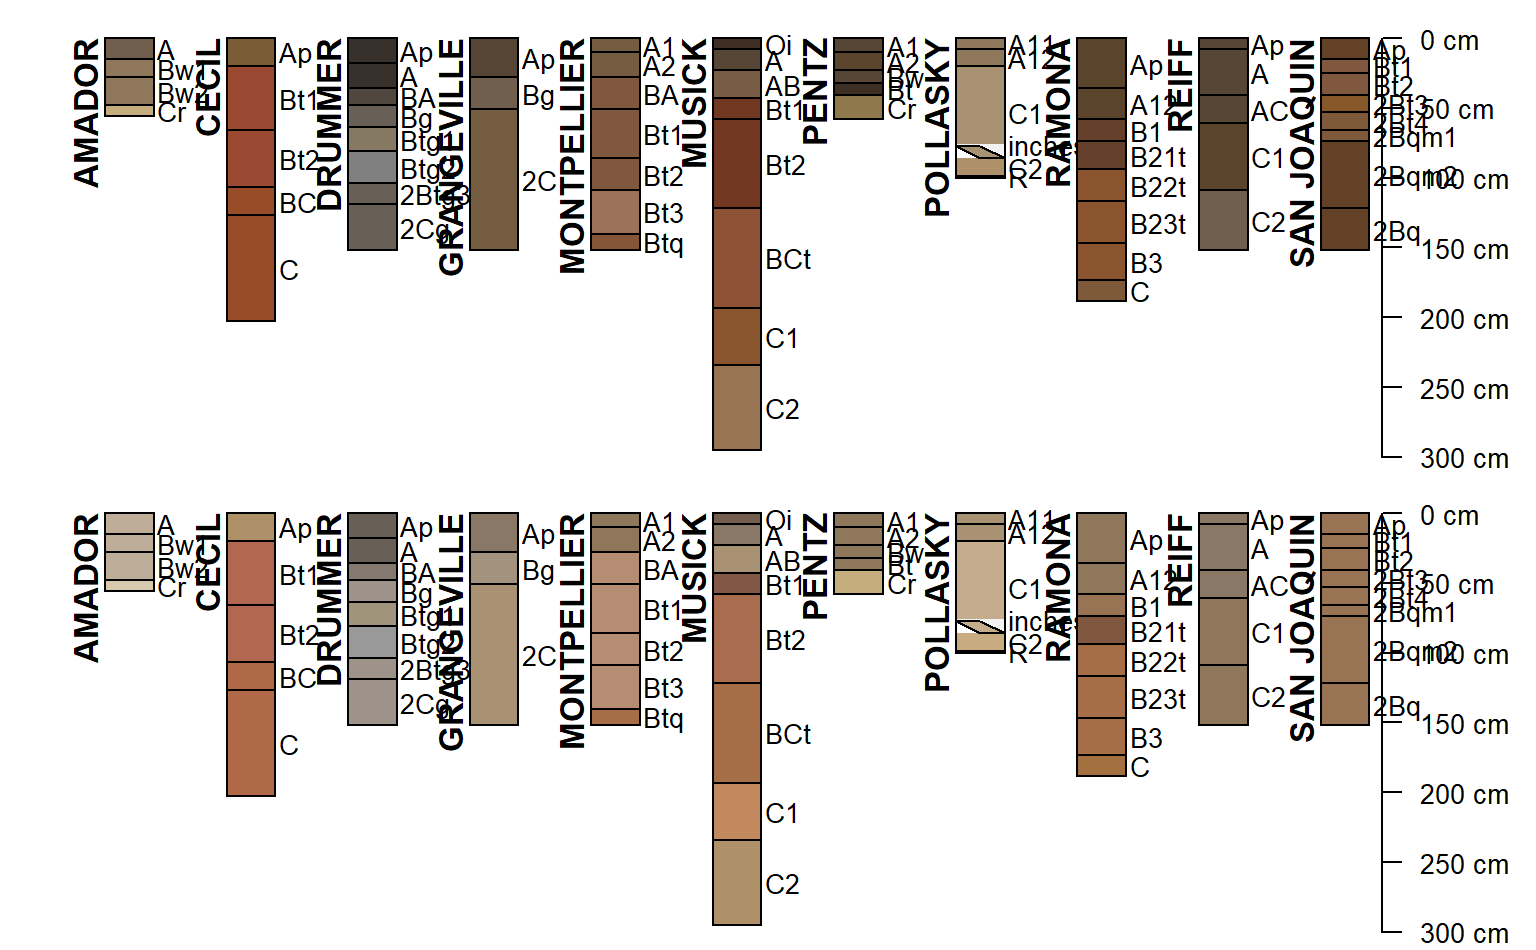 AMADOR
A
Bw1
Bw2
Cr
CECIL
Ap
Bt1
Bt2
BC
C
DRUMMER
Ap
A
BA
Bg
Btg1
Btg2
2Btg3
2Cg
GRANGEVILLE
Ap
Bg
2C
MONTPELLIER
A1
A2
BA
Bt1
Bt2
Bt3
Btq
MUSICK
Oi
A
AB
Bt1
Bt2
BCt
C1
C2
PENTZ
A1
A2
Bw
Bt
Cr
POLLASKY
A11
A12
C1
inches
C2
R
RAMONA
Ap
A12
B1
B21t
B22t
B23t
B3
C
REIFF
Ap
A
AC
C1
C2
SAN JOAQUIN
Ap
Bt1
Bt2
2Bt3
2Bt4
2Bqm1
2Bqm2
2Bq
0 cm
50 cm
100 cm
150 cm
200 cm
250 cm
300 cm
AMADOR
A
Bw1
Bw2
Cr
CECIL
Ap
Bt1
Bt2
BC
C
DRUMMER
Ap
A
BA
Bg
Btg1
Btg2
2Btg3
2Cg
GRANGEVILLE
Ap
Bg
2C
MONTPELLIER
A1
A2
BA
Bt1
Bt2
Bt3
Btq
MUSICK
Oi
A
AB
Bt1
Bt2
BCt
C1
C2
PENTZ
A1
A2
Bw
Bt
Cr
POLLASKY
A11
A12
C1
inches
C2
R
RAMONA
Ap
A12
B1
B21t
B22t
B23t
B3
C
REIFF
Ap
A
AC
C1
C2
SAN JOAQUIN
Ap
Bt1
Bt2
2Bt3
2Bt4
2Bqm1
2Bqm2
2Bq
0 cm
50 cm
100 cm
150 cm
200 cm
250 cm
300 cm